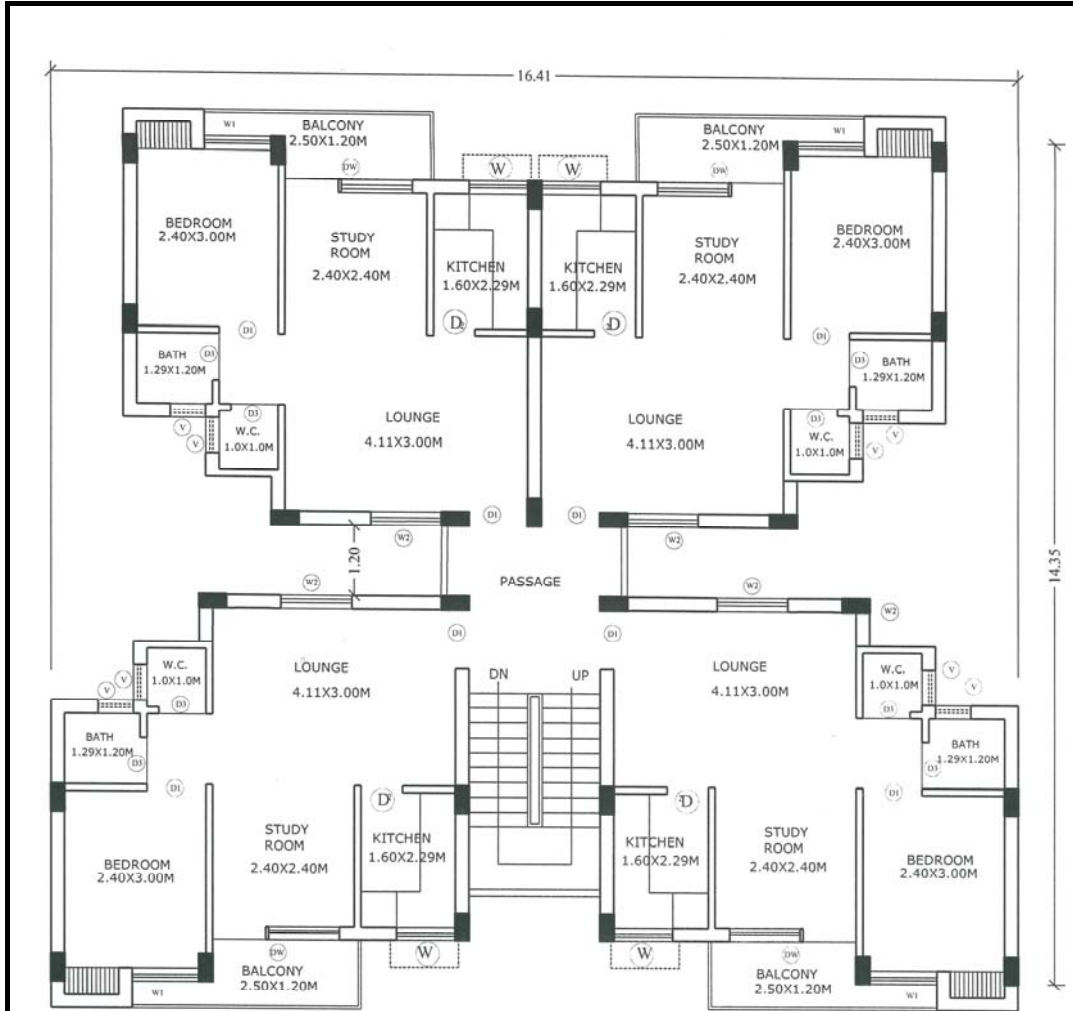 16.41
W1
BALCONY
2.50X1.20M
DW
W
W
BALCONY
2.50X1.20M
DW
W1
BEDROOM
2.40X3.00M
STUDY
ROOM
2.40X2.40M
KITCHEN
1.60X2.29M
KITCHEN
1.60X2.29M
STUDY
ROOM
2.40X2.40M
BEDROOM
2.40X3.00M
D1
D2
D
D1
BATH
1.29X1.20M
D3
D3
BATH
1.29X1.20M
D3
W.C.
1.0X1.0M
V
V
LOUNGE
4.11X3.00M
LOUNGE
4.11X3.00M
D3
W.C.
1.0X1.0M
V
V
D1
D1
W2
W2
1.20
PASSAGE
14.35
W2
W2
W2
D1
D1
LOUNGE
4.11X3.00M
DN
UP
LOUNGE
4.11X3.00M
W.C.
1.0X1.0M
V
V
D3
W.C.
1.0X1.0M
V
V
D3
BATH
1.29X1.20M
D3
BATH
1.29X1.20M
D3
D1
D
D
D1
STUDY
ROOM
2.40X2.40M
KITCHEN
1.60X2.29M
KITCHEN
1.60X2.29M
STUDY
ROOM
2.40X2.40M
BEDROOM
2.40X3.00M
BEDROOM
2.40X3.00M
DW
W
W
DW
BALCONY
2.50X1.20M
W1
BALCONY
2.50X1.20M
W1